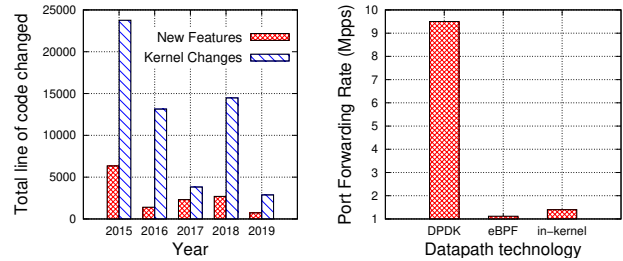 Total line of code changed
25000
20000
15000
10000
5000
0
New Features
Kernel Changes
2015 2016 2017 2018 2019
Year
Port Forwarding Rate (Mpps)
10
9
8
7
6
5
4
3
2
1
DPDK eBPF in-kernel
Datapath technology